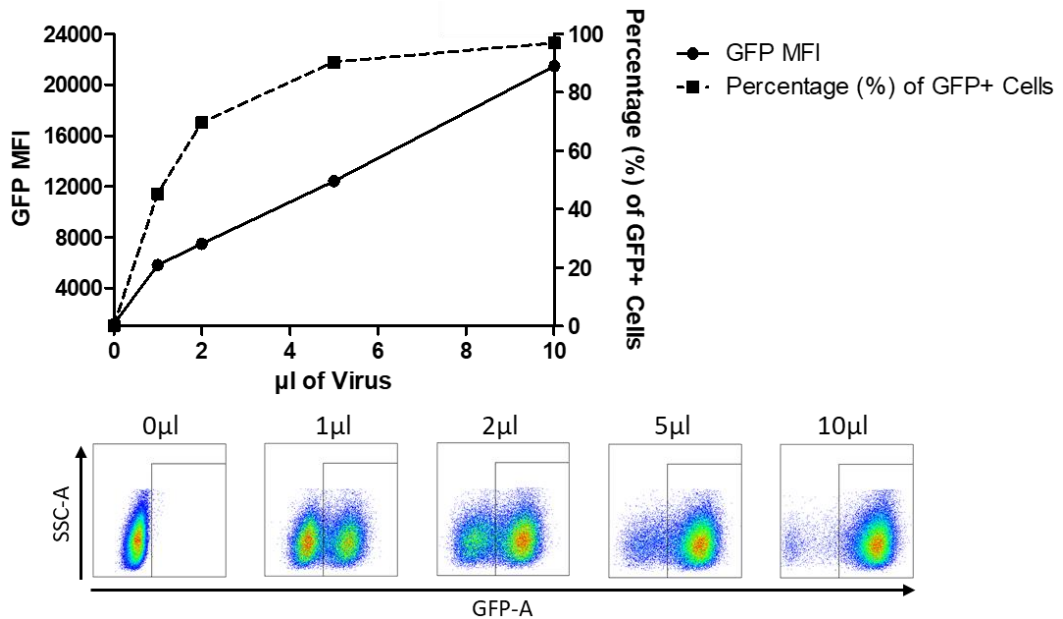 24000
20000
16000
12000
8000
4000
GFP MFI
0
2
4
6
8
10
µl of Virus
100
80
60
40
20
0
Percentage (%) of GFP+ Cells
GFP MFI
Percentage (%) of GFP+ Cells
0µl
1µl
2µl
5µl
10µl
SSC-A
GFP-A